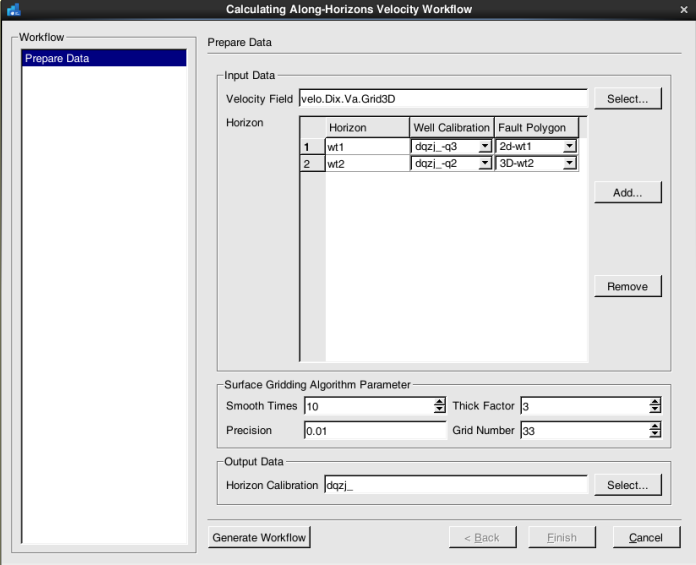 Calculating Along-Horizons Velocity Workflow
Workflow
Prepare Data
Prepare Data
Input Data
Velocity Field velo.Dix.Va.Grid3D Select...
Horizon
Horizon Well Calibration Fault Polygon
1 wt1 dqzj_-q3 2d-wt1
2 wt2 dqzj_-q2 3D-wt2
Add...
Remove
Surface Gridding Algorithm Parameter
Smooth Times 10 Thick Factor 3
Precision 0.01 Grid Number 33
Output Data
Horizon Calibration dqzj_ Select...
Generate Workflow < Back Finish Cancel